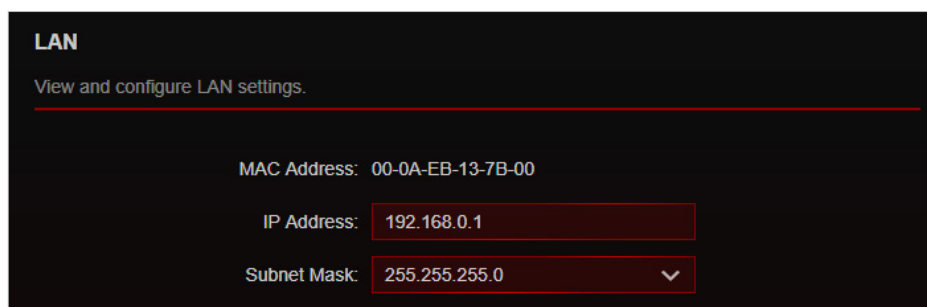 LAN
View and configure LAN settings.
MAC Address: 00-0A-EB-13-7B-00
IP Address: 192.168.0.1
Subnet Mask: 255.255.255.0